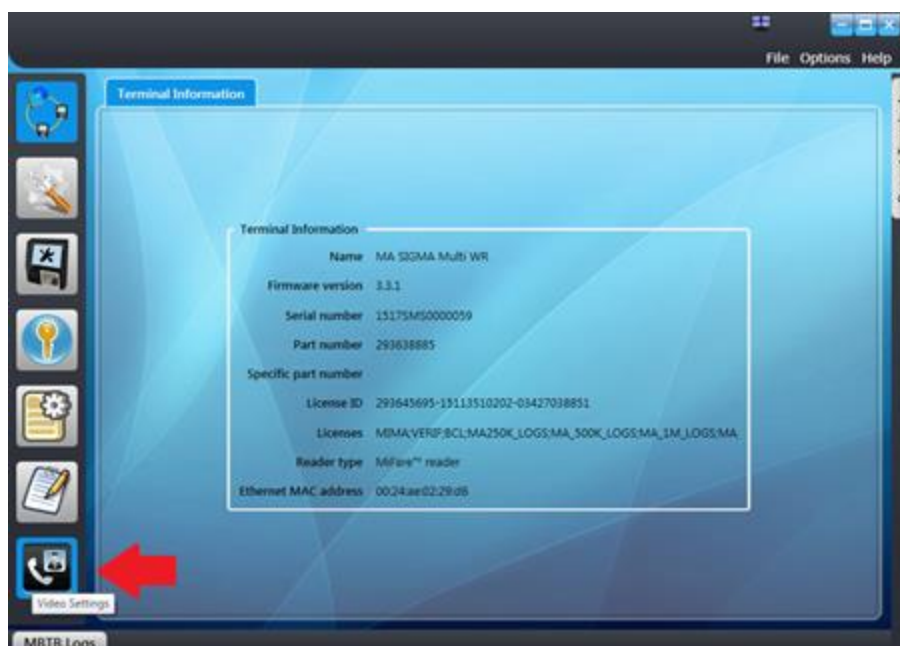 File Options Help
Terminal Information
Terminal Information
Name MA SIGMA Multi WR
Firmware version 3.3.1
Serial number 1517SMS0000059
Part number 293638885
Specific part number
License ID 293645695-15113510202-03427038851
Licenses MIMA;VERIF;BCL;MA250K_LOGS;MA_500K_LOGS;MA_1M_LOGS;MA
Reader type MiFare™ reader
Ethernet MAC address 00:24:ae:02:29:d8
Video Settings
MBTB Logs